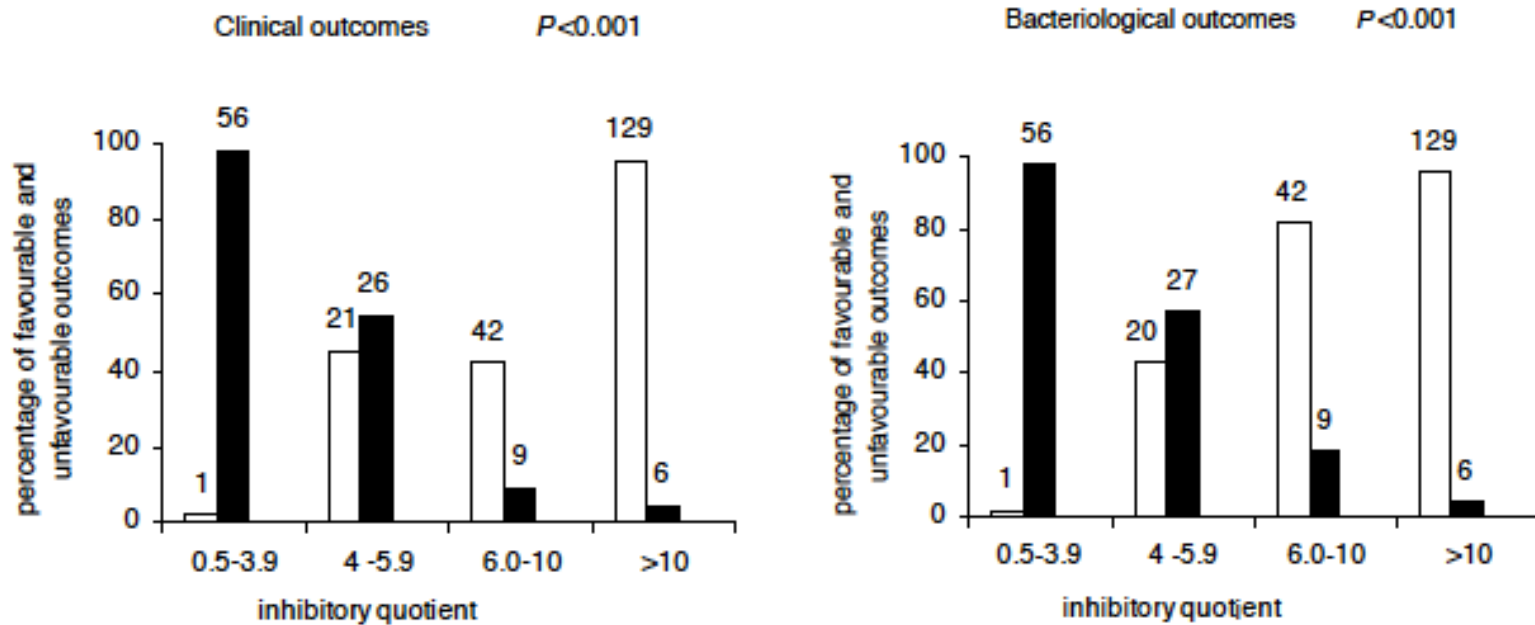 Clinical outcomes P<0.001
percentage of favourable and
unfavourable outcomes
100
80
60
40
20
0
56
1
21
26
42
9
129
6
0.5-3.9 4 -5.9 6.0-10 >10
inhibitory quotient
Bacteriological outcomes P<0.001
percentage of favourable and
unfavourable outcomes
100
80
60
40
20
0
56
1
20
27
42
9
129
6
0.5-3.9 4 -5.9 6.0-10 >10
inhibitory quotient